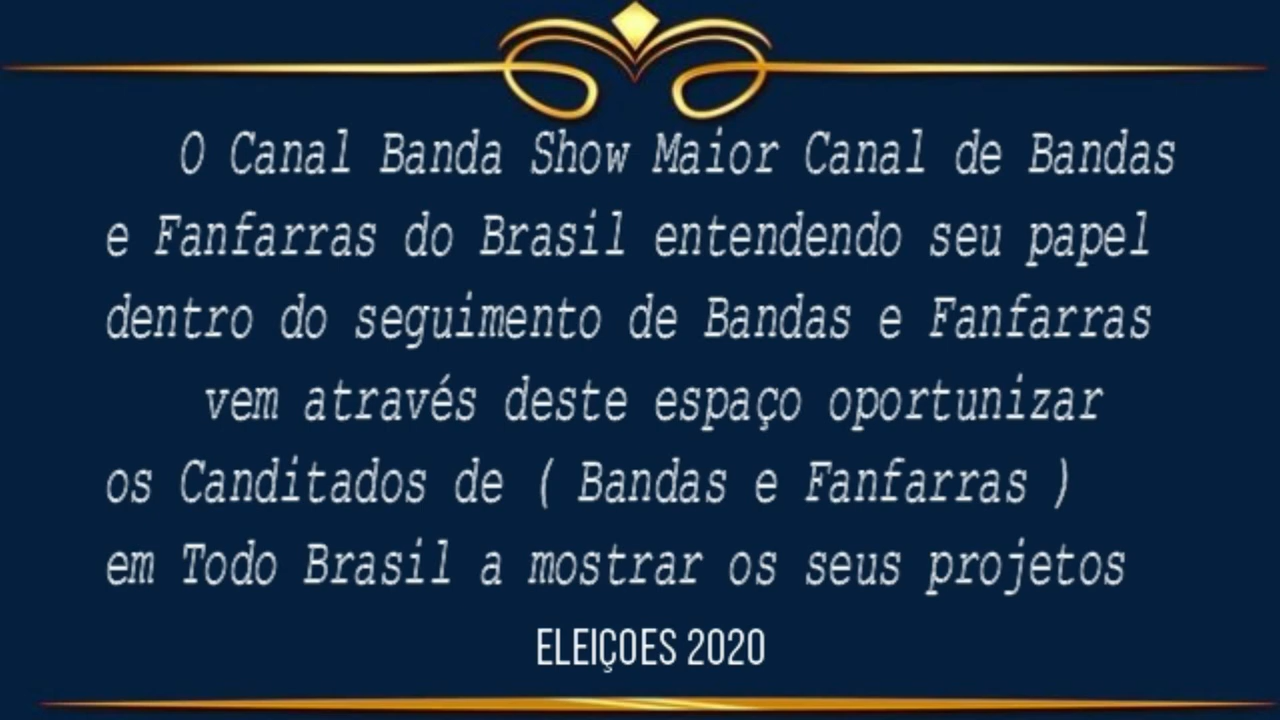 O Canal Banda Show Maior Canal de Bandas
e Fanfarras do Brasil entendendo seu papel
dentro do seguimento de Bandas e Fanfarras
vem através deste espaço oportunizar
os Canditados de ( Bandas e Fanfarras )
em Todo Brasil a mostrar os seus projetos
ELEIÇOES 2020